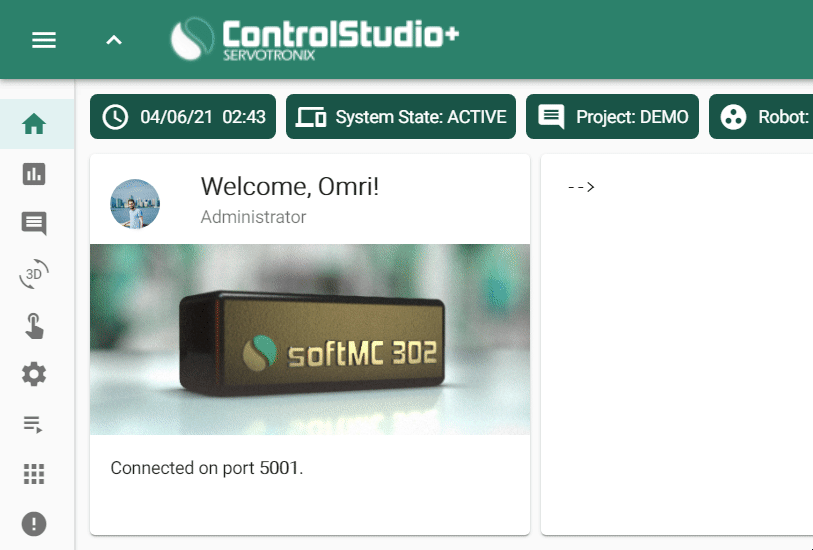 ControlStudio+
SERVOTRONIX
04/06/21 02:43
System State: ACTIVE
Project: DEMO
Robot:
Welcome, Omri!
Administrator
-->
3D
softMC 302
Connected on port 5001.